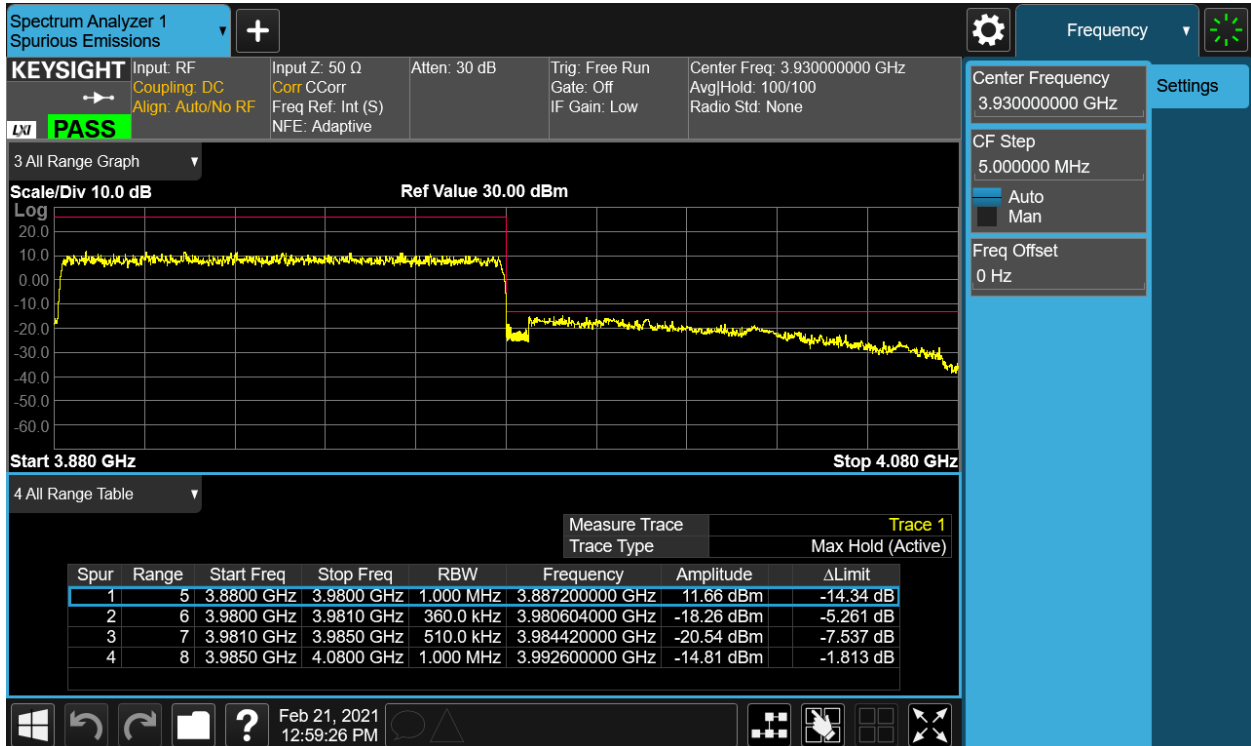 Spectrum Analyzer 1
Spurious Emissions
+
Frequency
KEYSIGHT
LXI
PASS
Input: RF
Coupling: DC
Align: Auto/No RF
Input Z: 50 Ω
Corr CCorr
Freq Ref: Int (S)
NFE: Adaptive
Atten: 30 dB
Trig: Free Run
Gate: Off
IF Gain: Low
Center Freq: 3.930000000 GHz
Avg|Hold: 100/100
Radio Std: None
Center Frequency
3.930000000 GHz
Settings
CF Step
5.000000 MHz
Auto
Man
Freq Offset
0 Hz
3 All Range Graph
Scale/Div 10.0 dB Ref Value 30.00 dBm
Log
20.0
10.0
0.00
-10.0
-20.0
-30.0
-40.0
-50.0
-60.0
Start 3.880 GHz Stop 4.080 GHz
4 All Range Table
Measure Trace Trace 1
Trace Type Max Hold (Active)
Spur Range Start Freq Stop Freq RBW Frequency Amplitude ΔLimit
1 5 3.8800 GHz 3.9800 GHz 1.000 MHz 3.887200000 GHz 11.66 dBm -14.34 dB
2 6 3.9800 GHz 3.9810 GHz 360.0 kHz 3.980604000 GHz -18.26 dBm -5.261 dB
3 7 3.9810 GHz 3.9850 GHz 510.0 kHz 3.984420000 GHz -20.54 dBm -7.537 dB
4 8 3.9850 GHz 4.0800 GHz 1.000 MHz 3.992600000 GHz -14.81 dBm -1.813 dB
?
Feb 21, 2021
12:59:26 PM